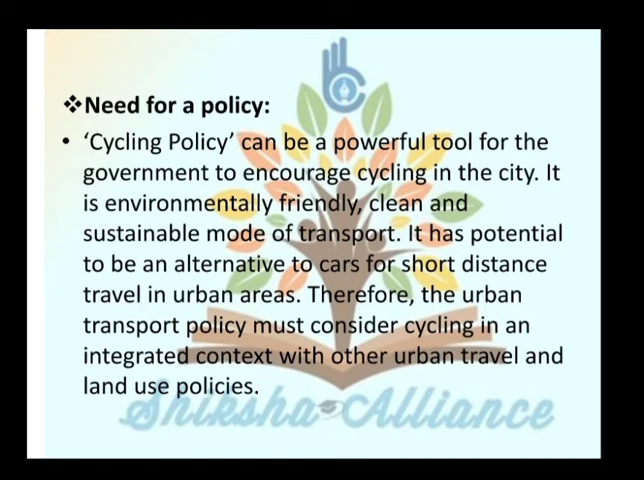 ❖Need for a policy:
• ‘Cycling Policy’ can be a powerful tool for the
government to encourage cycling in the city. It
is environmentally friendly, clean and
sustainable mode of transport. It has potential
to be an alternative to cars for short distance
travel in urban areas. Therefore, the urban
transport policy must consider cycling in an
integrated context with other urban travel and
land use policies.
Shiksha Alliance